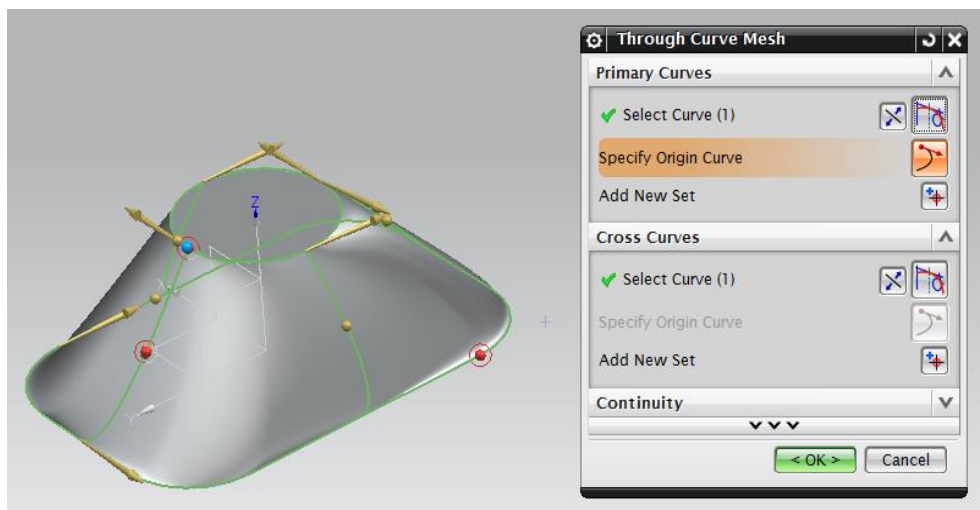 Through Curve Mesh
Primary Curves
Select Curve (1)
Specify Origin Curve
Add New Set
Cross Curves
Select Curve (1)
Specify Origin Curve
Add New Set
Continuity
< OK >
Cancel
Z
Y